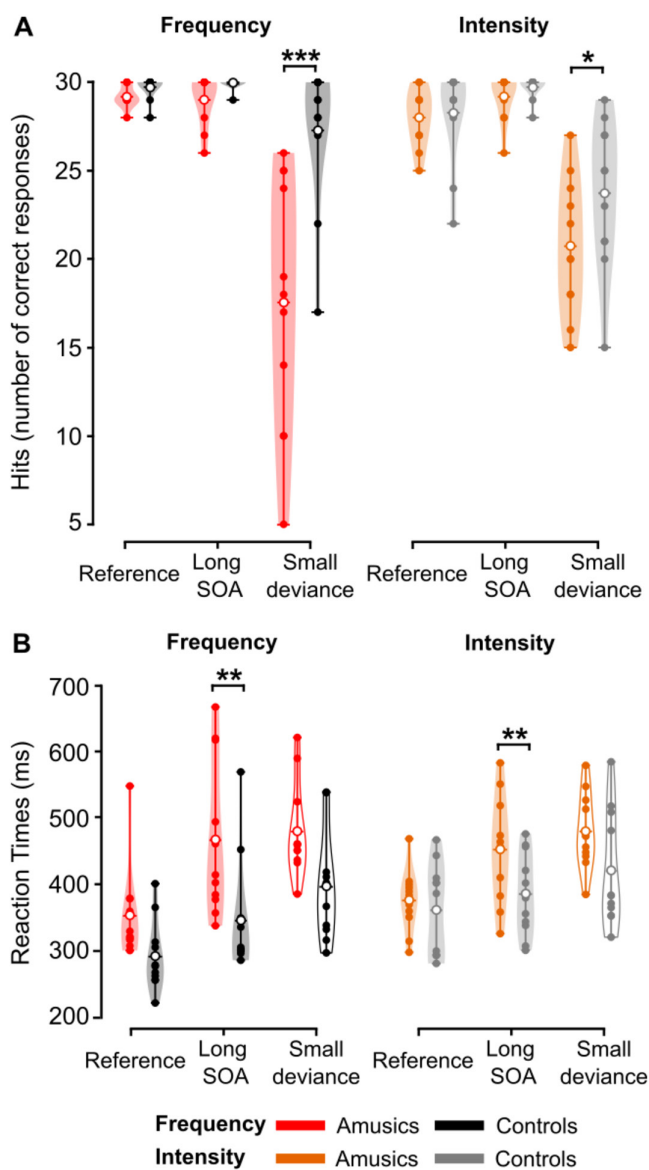 A
Frequency
Intensity
***
*
Hits (number of correct responses)
30
25
20
15
10
5
Reference
Long
SOA
Small
deviance
Reference
Long
SOA
Small
deviance
B
Frequency
Intensity
**
**
Reaction Times (ms)
700
600
500
400
300
200
Reference
Long
SOA
Small
deviance
Reference
Long
SOA
Small
deviance
Frequency Amusics Controls
Intensity Amusics Controls